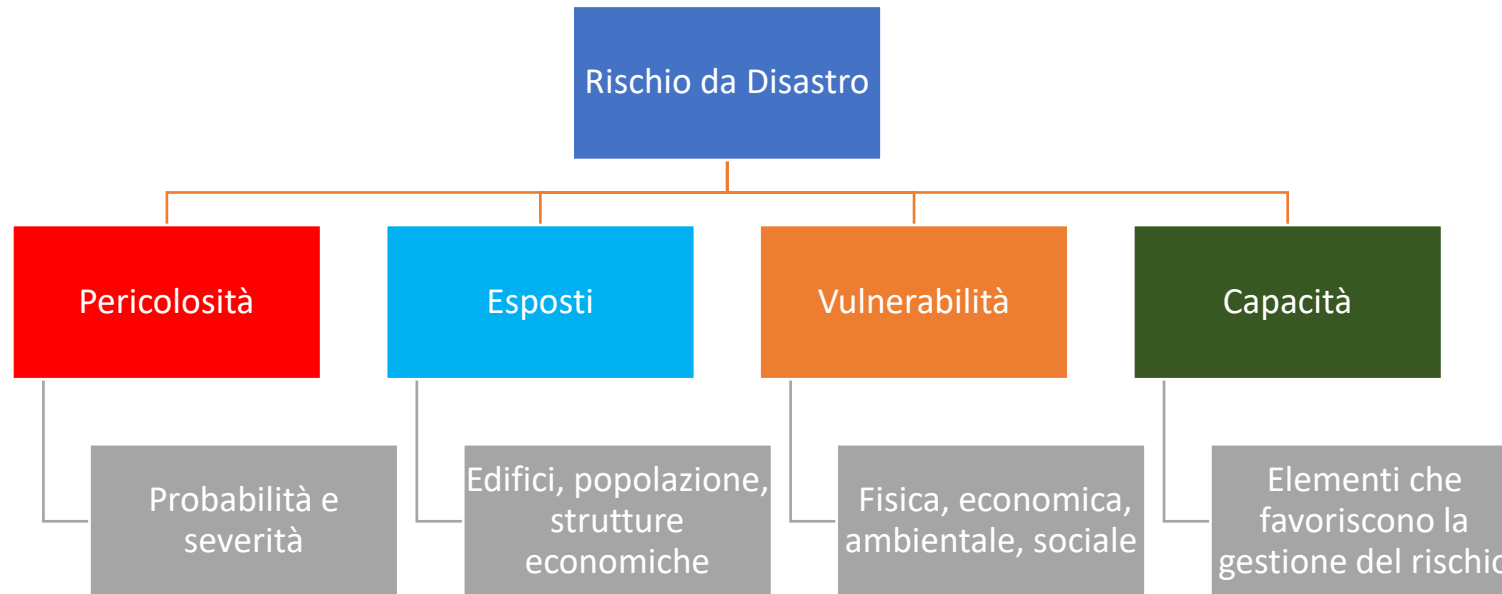 Rischio da Disastro
Pericolosità
Esposti
Vulnerabilità
Capacità
Probabilità e
severità
Edifici, popolazione,
strutture
economiche
Fisica, economica,
ambientale, sociale
Elementi che
favoriscono la
gestione del rischio